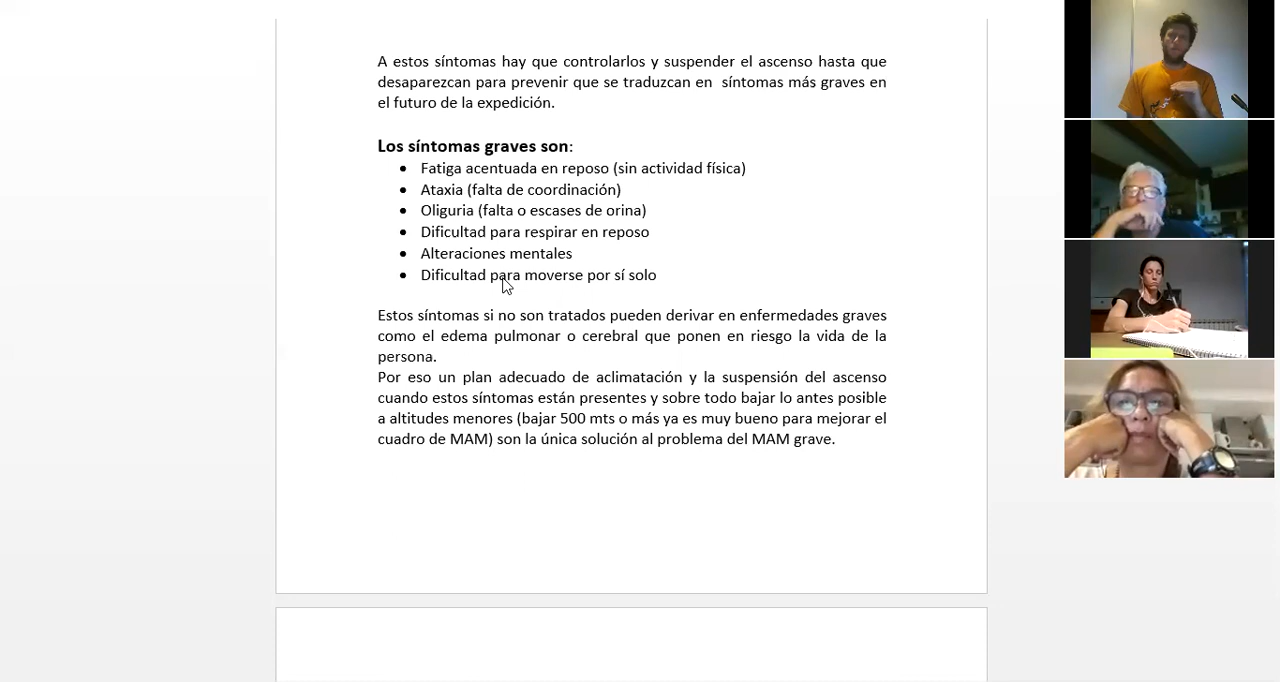 A estos síntomas hay que controlarlos y suspender el ascenso hasta que
desaparezcan para prevenir que se traduzcan en síntomas más graves en
el futuro de la expedición.
Los síntomas graves son:
• Fatiga acentuada en reposo (sin actividad física)
• Ataxia (falta de coordinación)
• Oliguria (falta o escases de orina)
• Dificultad para respirar en reposo
• Alteraciones mentales
• Dificultad para moverse por sí solo
Estos síntomas si no son tratados pueden derivar en enfermedades graves
como el edema pulmonar o cerebral que ponen en riesgo la vida de la
persona.
Por eso un plan adecuado de aclimatación y la suspensión del ascenso
cuando estos síntomas están presentes y sobre todo bajar lo antes posible
a altitudes menores (bajar 500 mts o más ya es muy bueno para mejorar el
cuadro de MAM) son la única solución al problema del MAM grave.